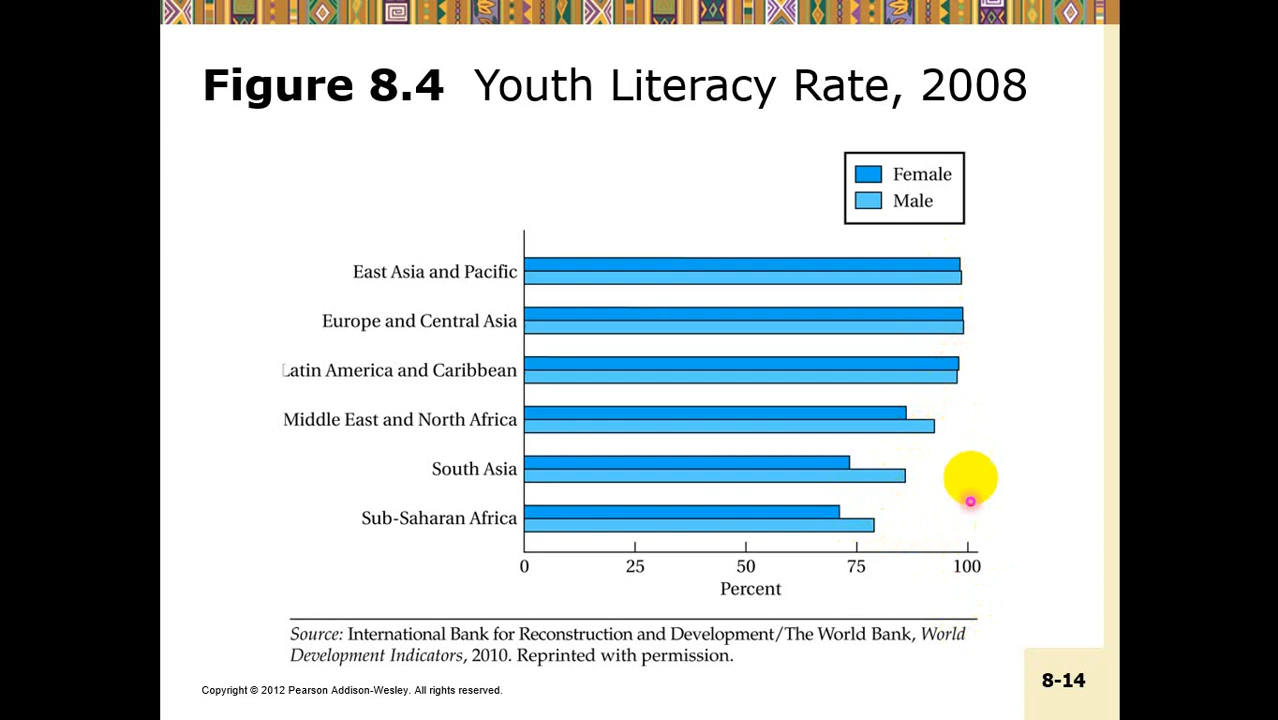 Figure 8.4 Youth Literacy Rate, 2008
Female
Male
East Asia and Pacific
Europe and Central Asia
Latin America and Caribbean
Middle East and North Africa
South Asia
Sub-Saharan Africa
0 25 50 75 100
Percent
Source: International Bank for Reconstruction and Development/The World Bank, World
Development Indicators, 2010. Reprinted with permission.
Copyright © 2012 Pearson Addison-Wesley. All rights reserved.
8-14